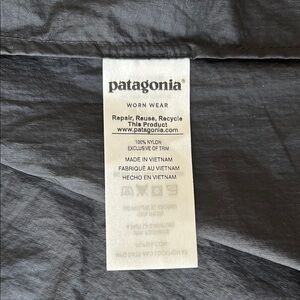 patagonia®
WORN WEAR
Repair, Reuse, Recycle
This Product
www.patagonia.com
100% NYLON
EXCLUSIVE OF TRIM
MADE IN VIETNAM
FABRIQUÉ AU VIETNAM
HECHO EN VIETNAM